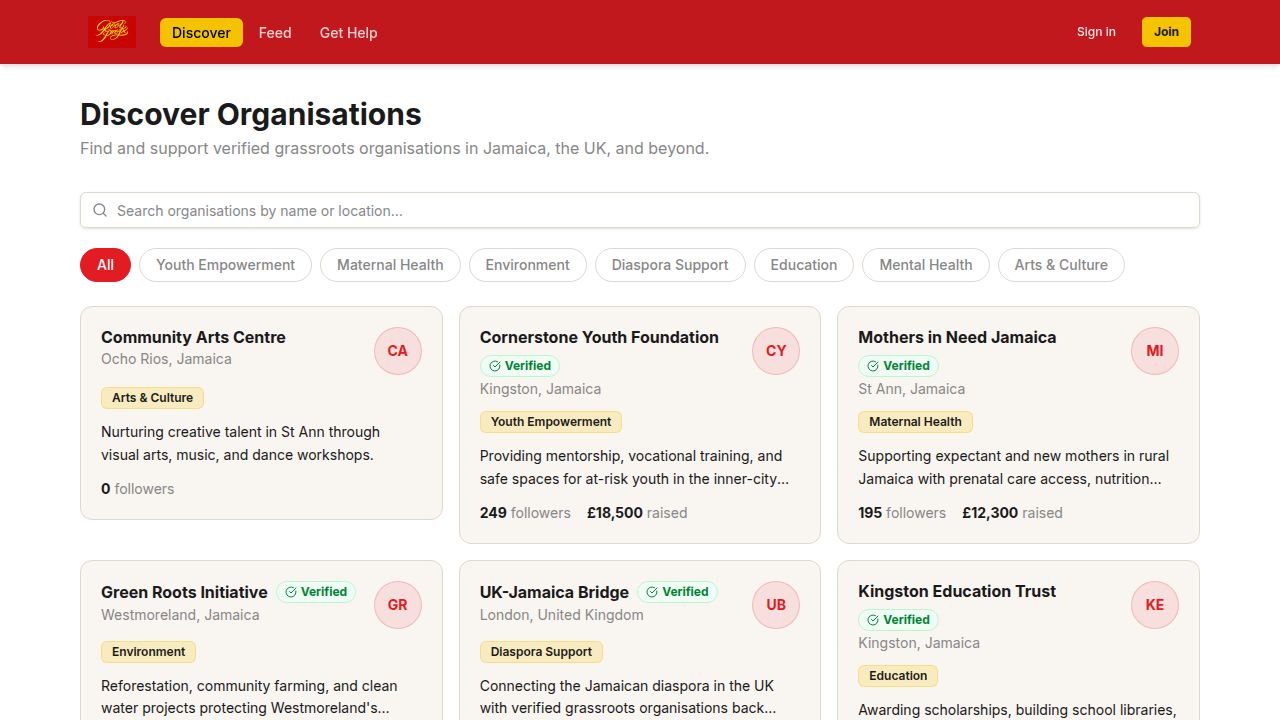 Discover
Feed
Get Help
Sign in
Join
Discover Organisations
Find and support verified grassroots organisations in Jamaica, the UK, and beyond.
Search organisations by name or location...
All
Youth Empowerment
Maternal Health
Environment
Diaspora Support
Education
Mental Health
Arts & Culture
Community Arts Centre
CA
Ocho Rios, Jamaica
Arts & Culture
Nurturing creative talent in St Ann through
visual arts, music, and dance workshops.
0 followers
Cornerstone Youth Foundation
CY
Verified
Kingston, Jamaica
Youth Empowerment
Providing mentorship, vocational training, and
safe spaces for at-risk youth in the inner-city...
249 followers £18,500 raised
Mothers in Need Jamaica
MI
Verified
St Ann, Jamaica
Maternal Health
Supporting expectant and new mothers in rural
Jamaica with prenatal care access, nutrition...
195 followers £12,300 raised
Green Roots Initiative Verified
GR
Westmoreland, Jamaica
Environment
Reforestation, community farming, and clean
water projects protecting Westmoreland's...
UK-Jamaica Bridge Verified
UB
London, United Kingdom
Diaspora Support
Connecting the Jamaican diaspora in the UK
with verified grassroots organisations back...
Kingston Education Trust
KE
Verified
Kingston, Jamaica
Education
Awarding scholarships, building school libraries,